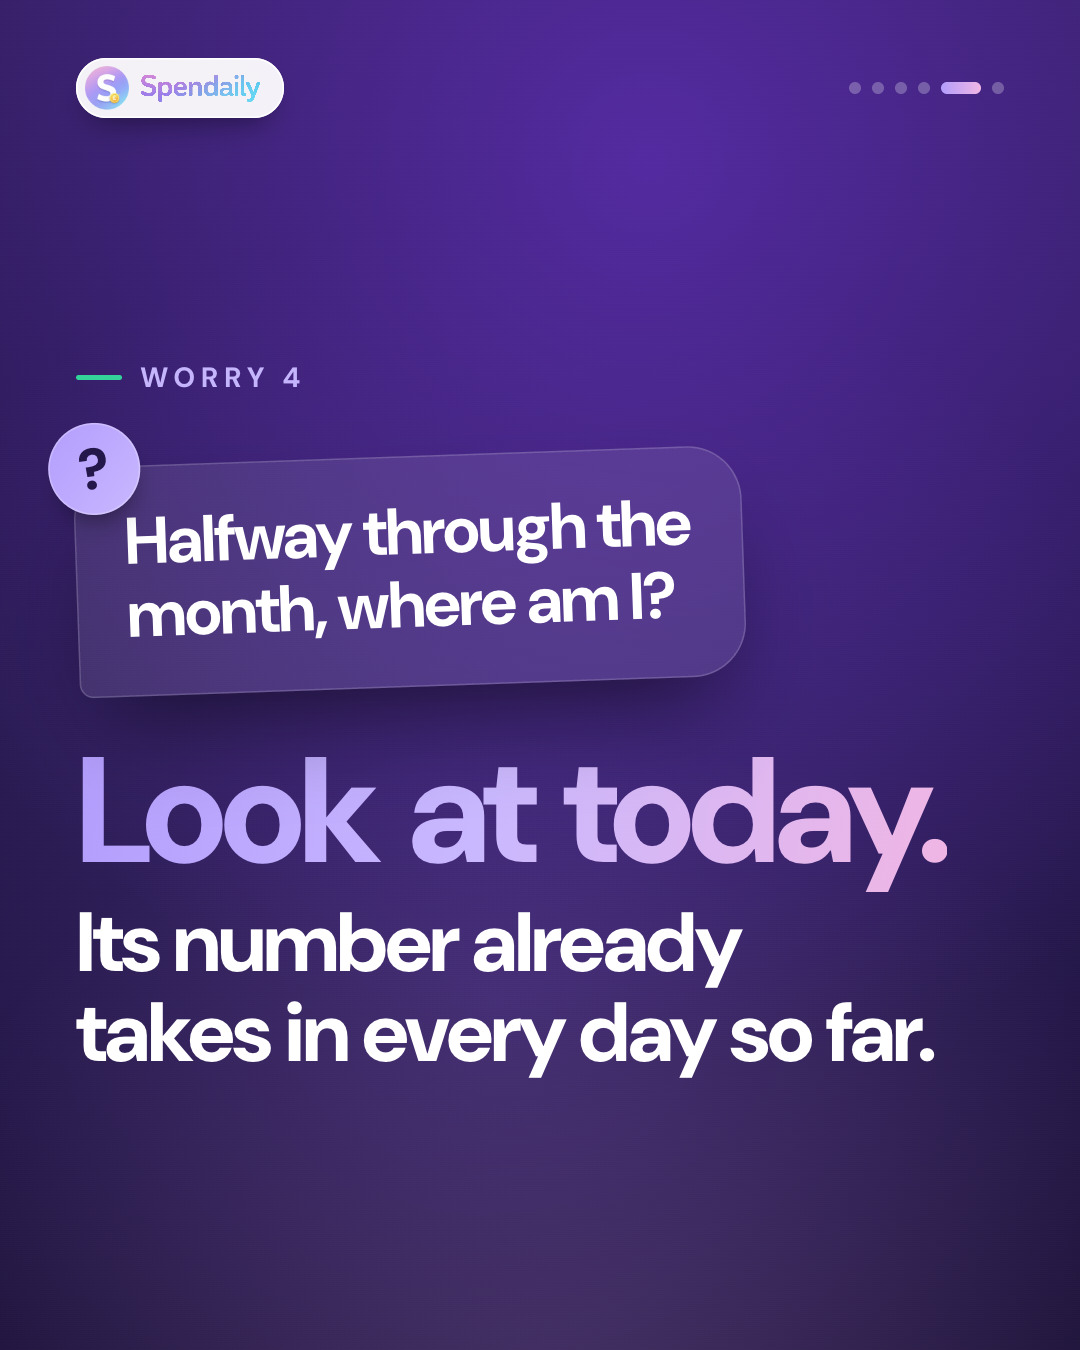 Spendaily
WORRY 4
?
Halfway through the
month, where am I?
Look at today.
Its number already
takes in every day so far.